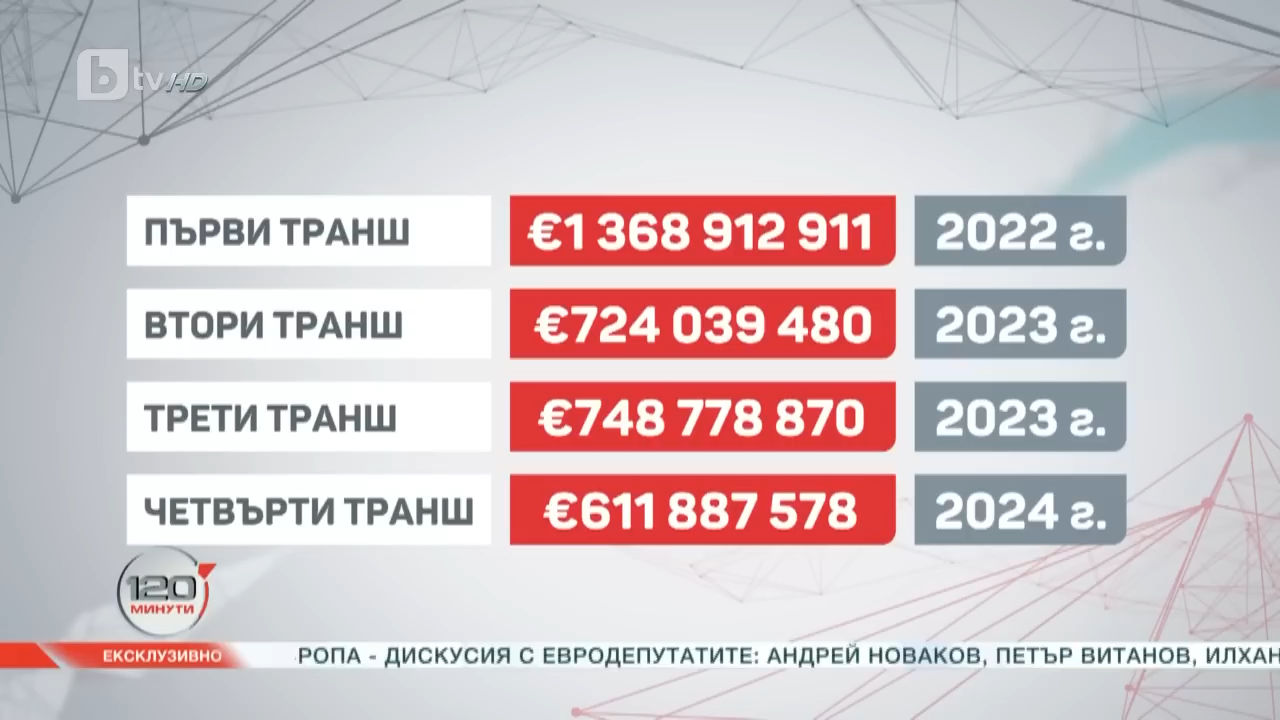 btv HD
ПЪРВИ ТРАНШ €1 368 912 911 2022 г.
ВТОРИ ТРАНШ €724 039 480 2023 г.
ТРЕТИ ТРАНШ €748 778 870 2023 г.
ЧЕТВЪРТИ ТРАНШ €611 887 578 2024 г.
120
МИНУТИ
ЕКСКЛУЗИВНО РОПА - ДИСКУСИЯ С ЕВРОДЕПУТАТИТЕ: АНДРЕЙ НОВАКОВ, ПЕТЪР ВИТАНОВ, ИЛХАН